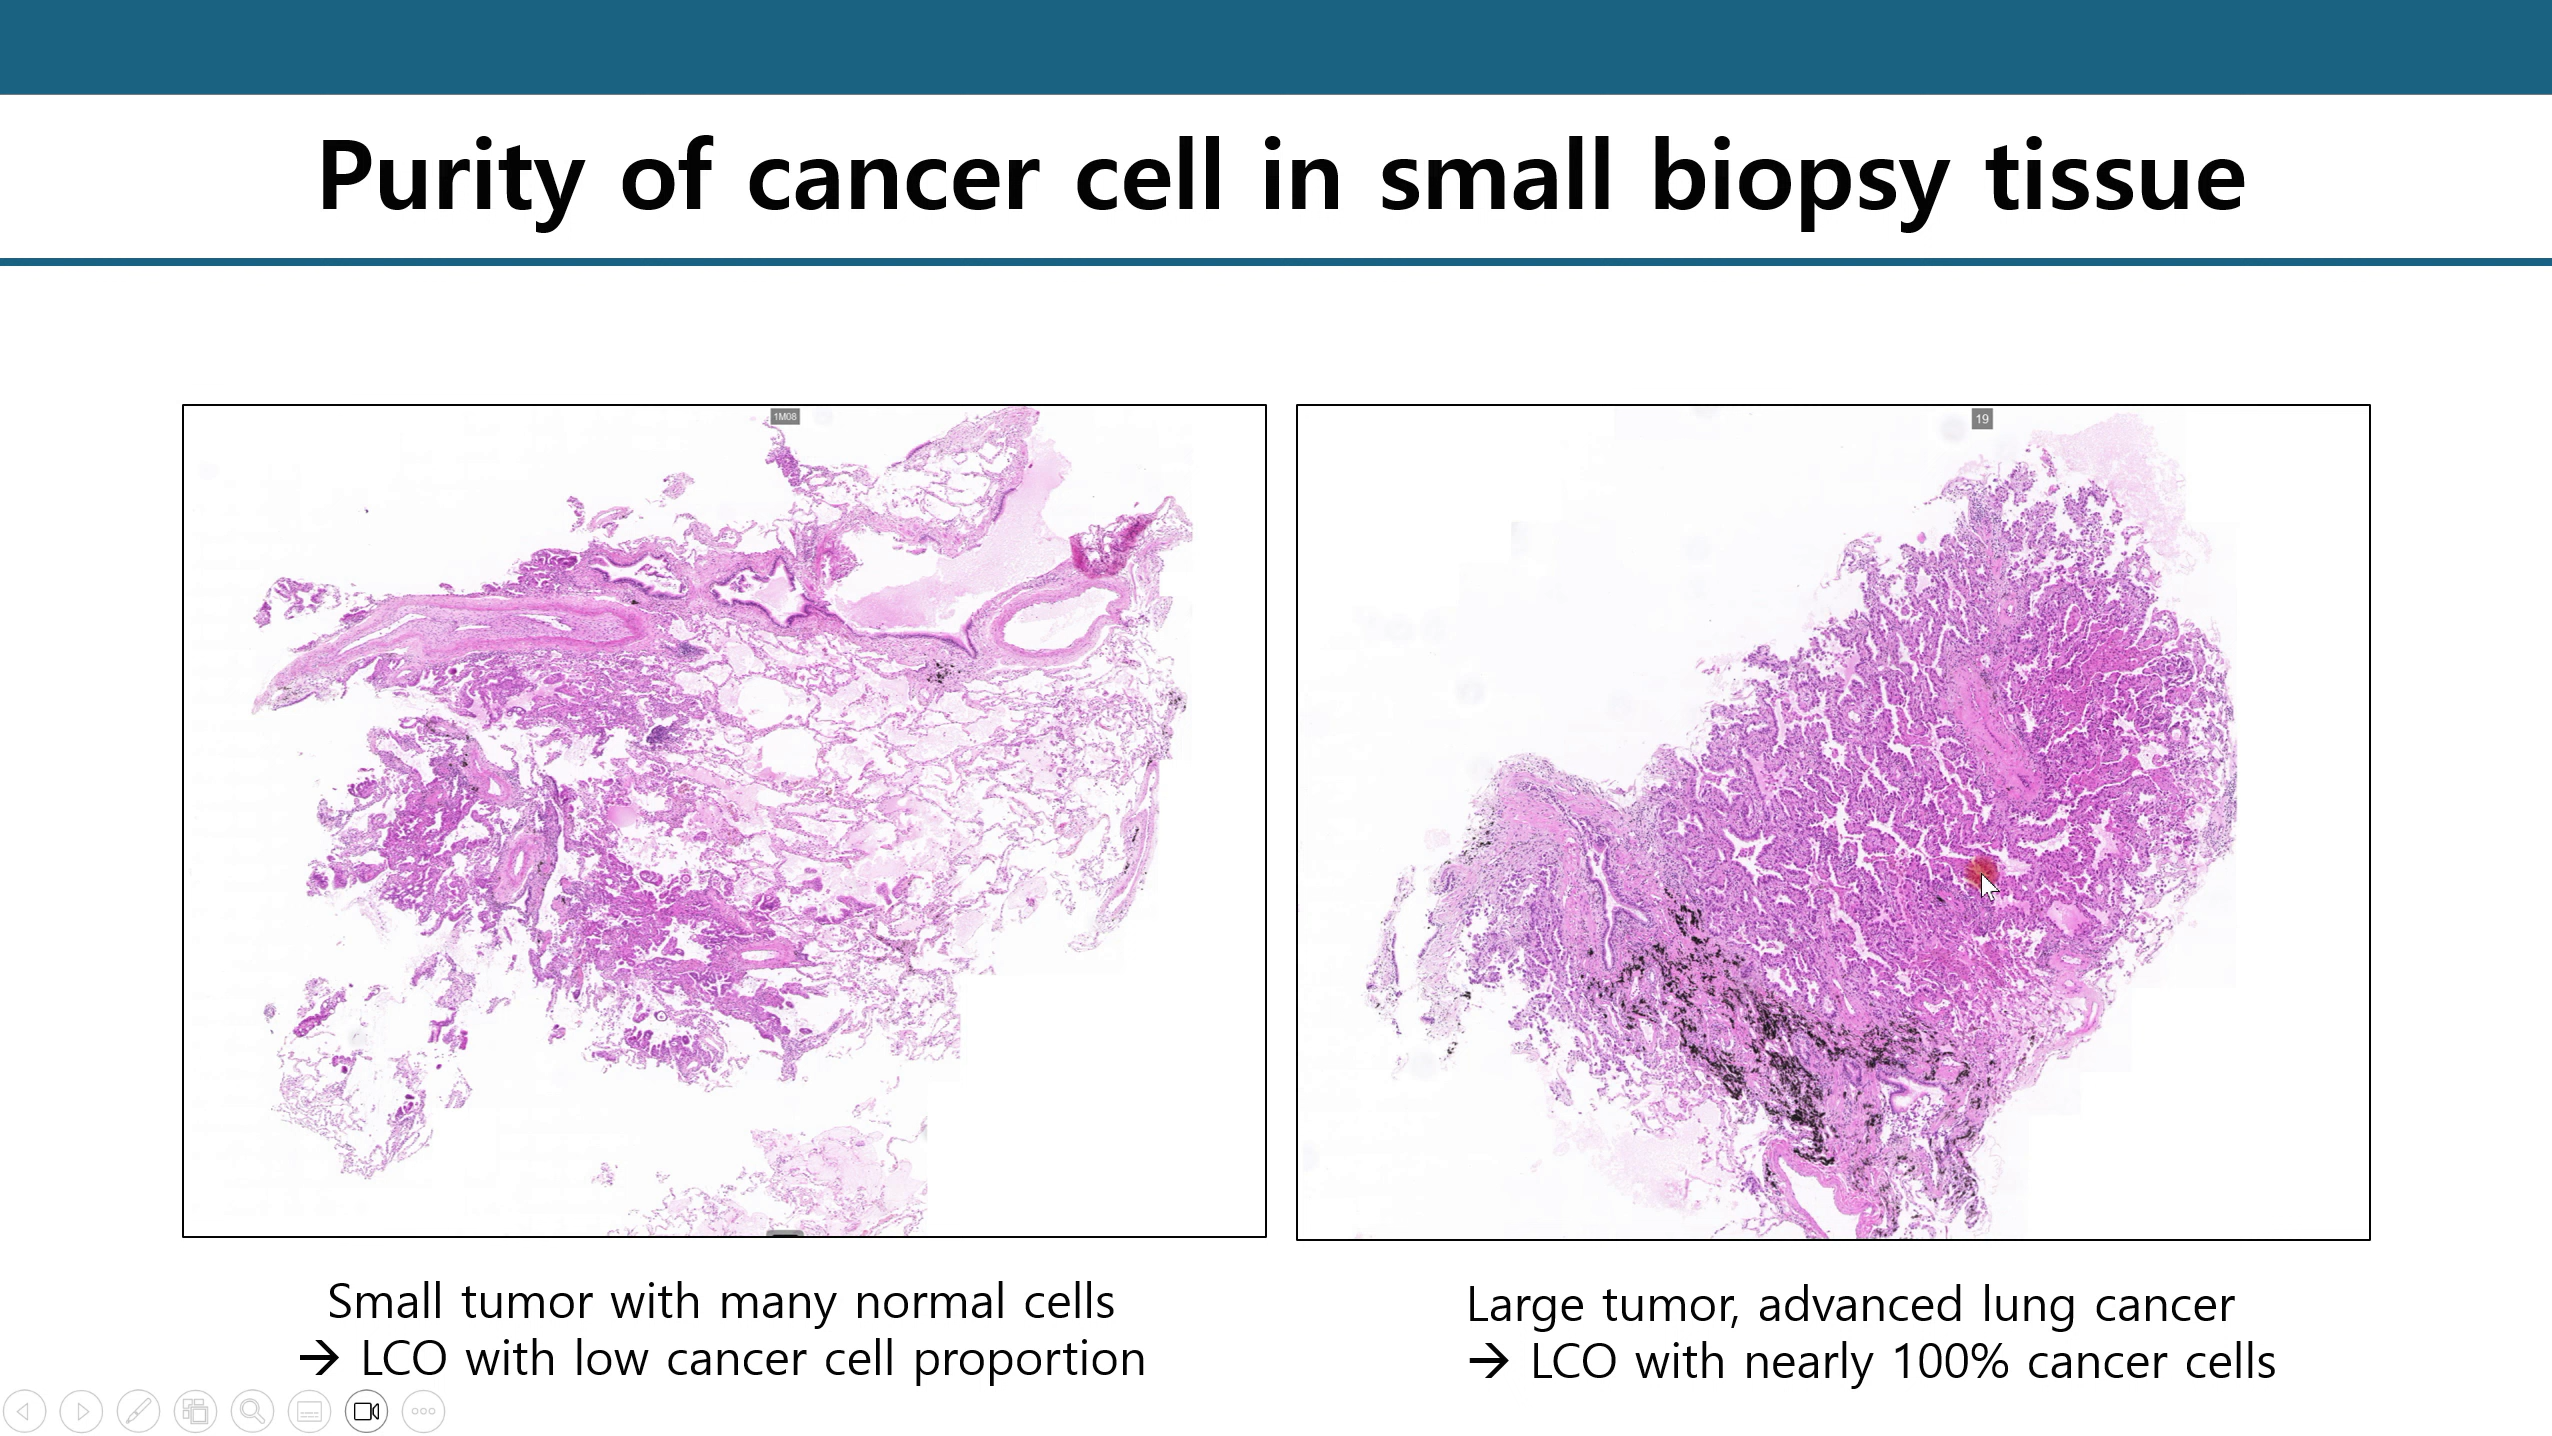 Purity of cancer cell in small biopsy tissue
1M08
19
Small tumor with many normal cells
→ LCO with low cancer cell proportion
Large tumor, advanced lung cancer
→ LCO with nearly 100% cancer cells